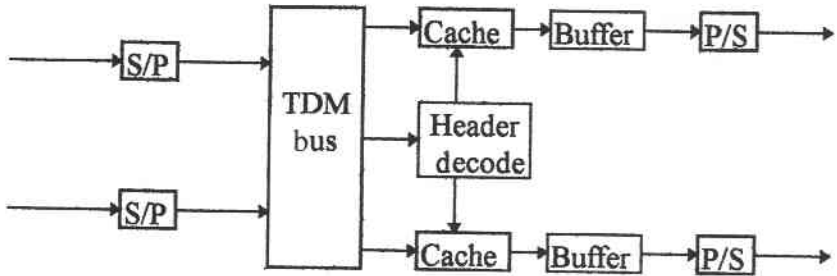 Cache
Buffer
P/S
S/P
TDM
bus
Header
decode
S/P
Cache
Buffer
P/S